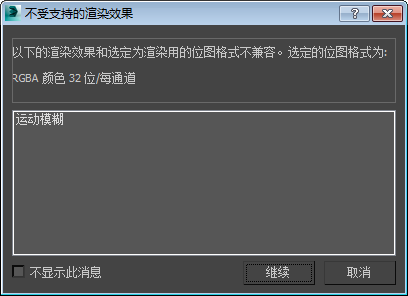 不受支持的渲染效果
以下的渲染效果和选定为渲染用的位图格式不兼容。选定的位图格式为:
RGBA 颜色 32 位/每通道
运动模糊
不显示此消息
继续
取消